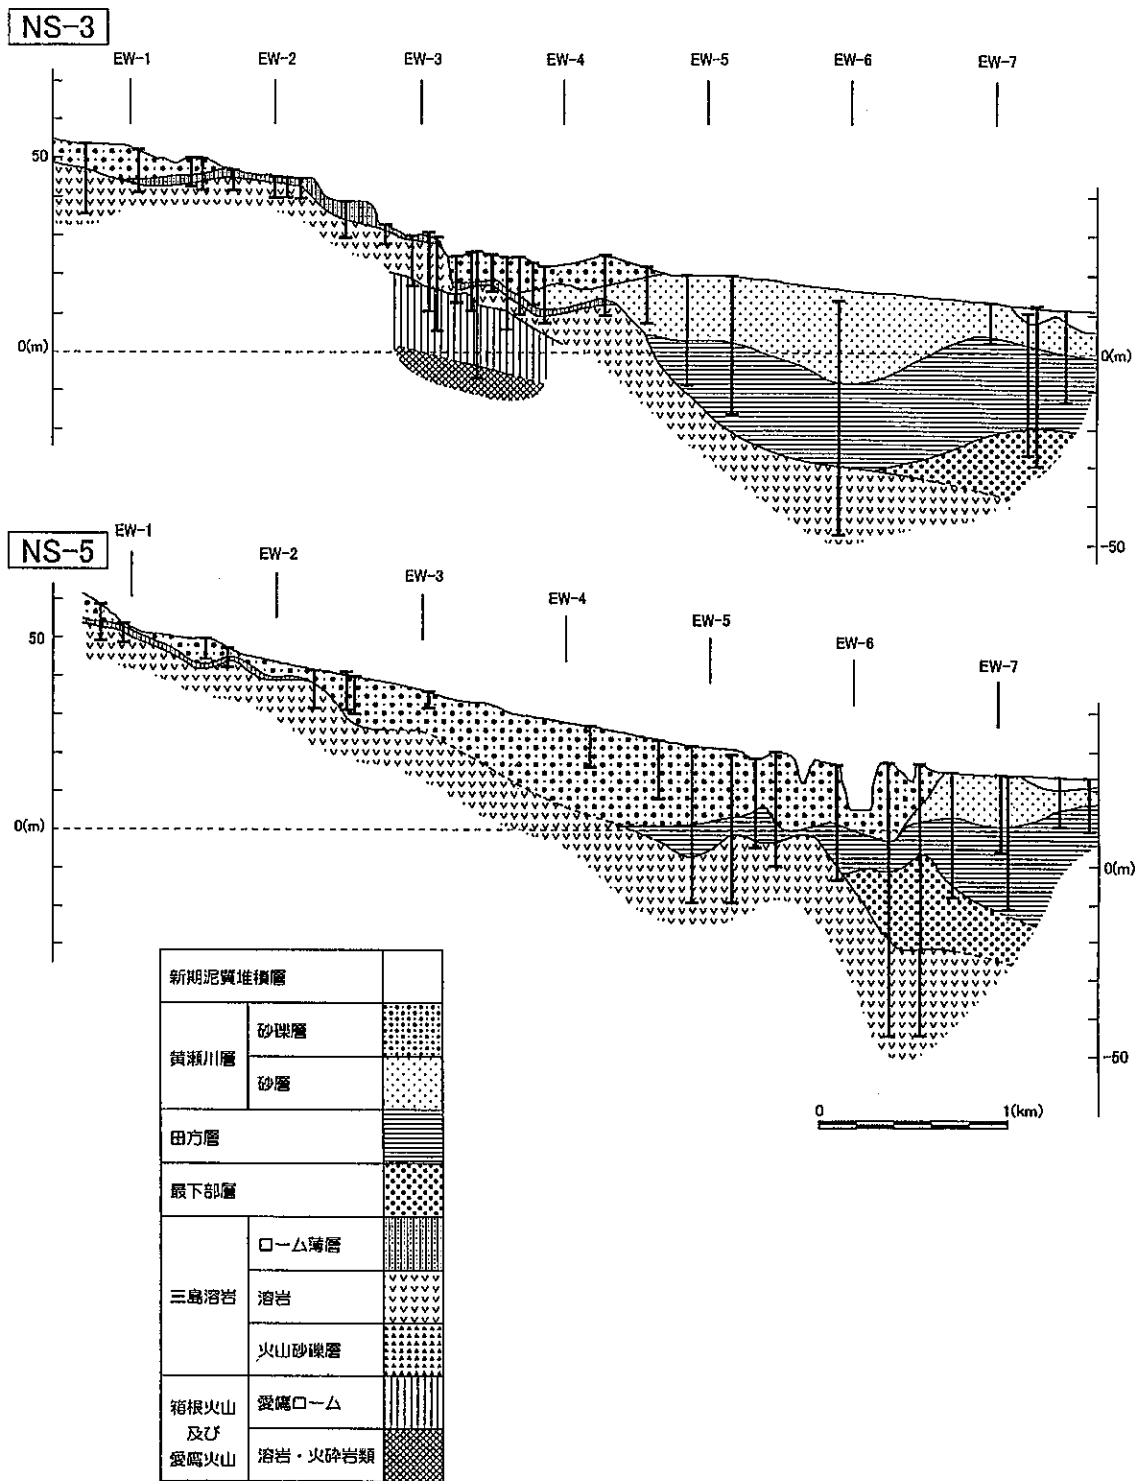 NS-3
EW-1 EW-2 EW-3 EW-4 EW-5 EW-6 EW-7
50
0(m) 0(m)
-50
NS-5
EW-1
EW-2
EW-3
EW-4
EW-5
EW-6
EW-7
50
0(m)
0(m)
-50
新期泥質堆積層
黄瀬川層
砂礫層
砂層
田方層
最下部層
三島溶岩
ローム薄層
溶岩
火山砂礫層
箱根火山
及び
愛鷹火山
愛鷹ローム
溶岩・火砕岩類
0 1(km)